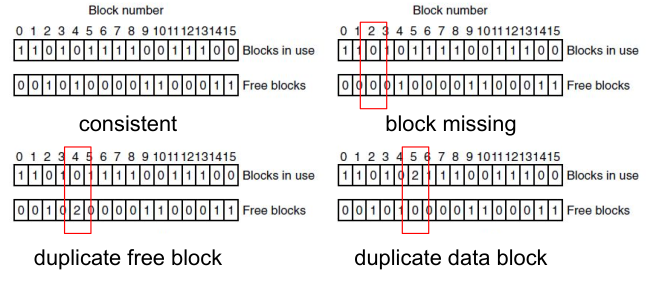 Block number
0 1 2 3 4 5 6 7 8 9 10 11 12 13 14 15
1 1 0 1 0 1 1 1 1 0 0 1 1 1 0 0 Blocks in use
0 0 1 0 1 0 0 0 0 1 1 0 0 0 1 1 Free blocks
consistent
Block number
0 1 2 3 4 5 6 7 8 9 10 11 12 13 14 15
1 1 0 1 0 1 1 1 1 0 0 1 1 1 0 0 Blocks in use
0 0 0 0 1 0 0 0 0 1 1 0 0 0 1 1 Free blocks
block missing
0 1 2 3 4 5 6 7 8 9 10 11 12 13 14 15
1 1 0 1 0 1 1 1 1 0 0 1 1 1 0 0 Blocks in use
0 0 1 0 2 0 0 0 0 1 1 0 0 0 1 1 Free blocks
duplicate free block
0 1 2 3 4 5 6 7 8 9 10 11 12 13 14 15
1 1 0 1 0 2 1 1 1 0 0 1 1 1 0 0 Blocks in use
0 0 1 0 1 0 0 0 0 1 1 0 0 0 1 1 Free blocks
duplicate data block